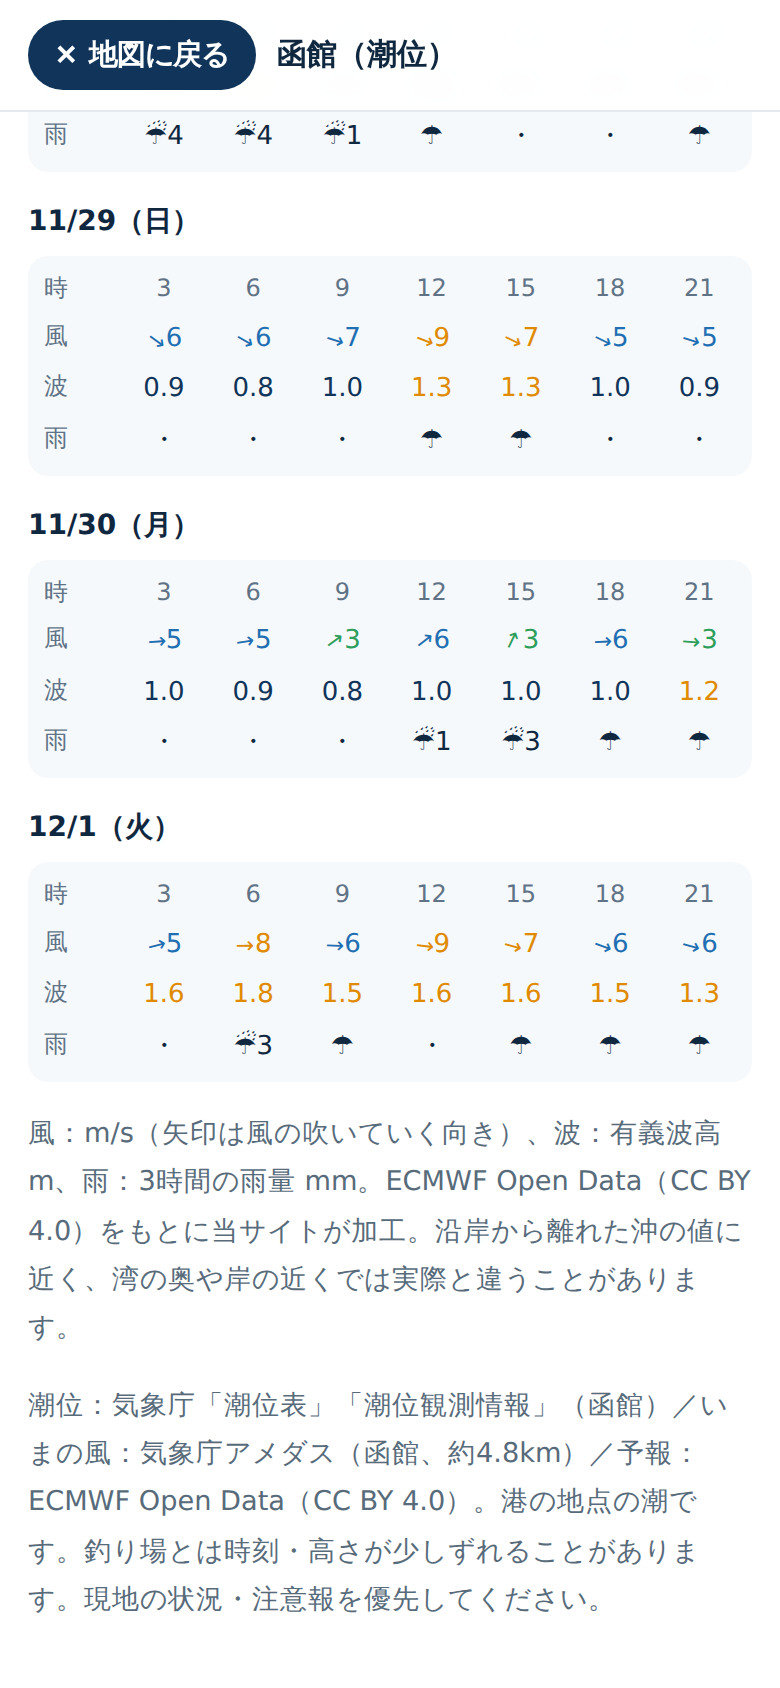 ✕ 地図に戻る 函館（潮位）
雨 ☔4 ☔4 ☔1 ☂ · · ☂
11/29（日）
時 3 6 9 12 15 18 21
風 →6 →6 →7 →9 →7 →5 →5
波 0.9 0.8 1.0 1.3 1.3 1.0 0.9
雨 · · · ☂ ☂ · ·
11/30（月）
時 3 6 9 12 15 18 21
風 →5 →5 →3 →6 →3 →6 →3
波 1.0 0.9 0.8 1.0 1.0 1.0 1.2
雨 · · · ☔1 ☔3 ☂ ☂
12/1（火）
時 3 6 9 12 15 18 21
風 →5 →8 →6 →9 →7 →6 →6
波 1.6 1.8 1.5 1.6 1.6 1.5 1.3
雨 · ☔3 ☂ · ☂ ☂ ☂
風：m/s（矢印は風の吹いていく向き）、波：有義波高
m、雨：3時間の雨量 mm。ECMWF Open Data（CC BY
4.0）をもとに当サイトが加工。沿岸から離れた沖の値に
近く、湾の奥や岸の近くでは実際と違うことがありま
す。
潮位：気象庁「潮位表」「潮位観測情報」（函館）／い
まの風：気象庁アメダス（函館、約4.8km）／予報：
ECMWF Open Data（CC BY 4.0）。港の地点の潮で
す。釣り場とは時刻・高さが少しずれることがありま
す。現地の状況・注意報を優先してください。